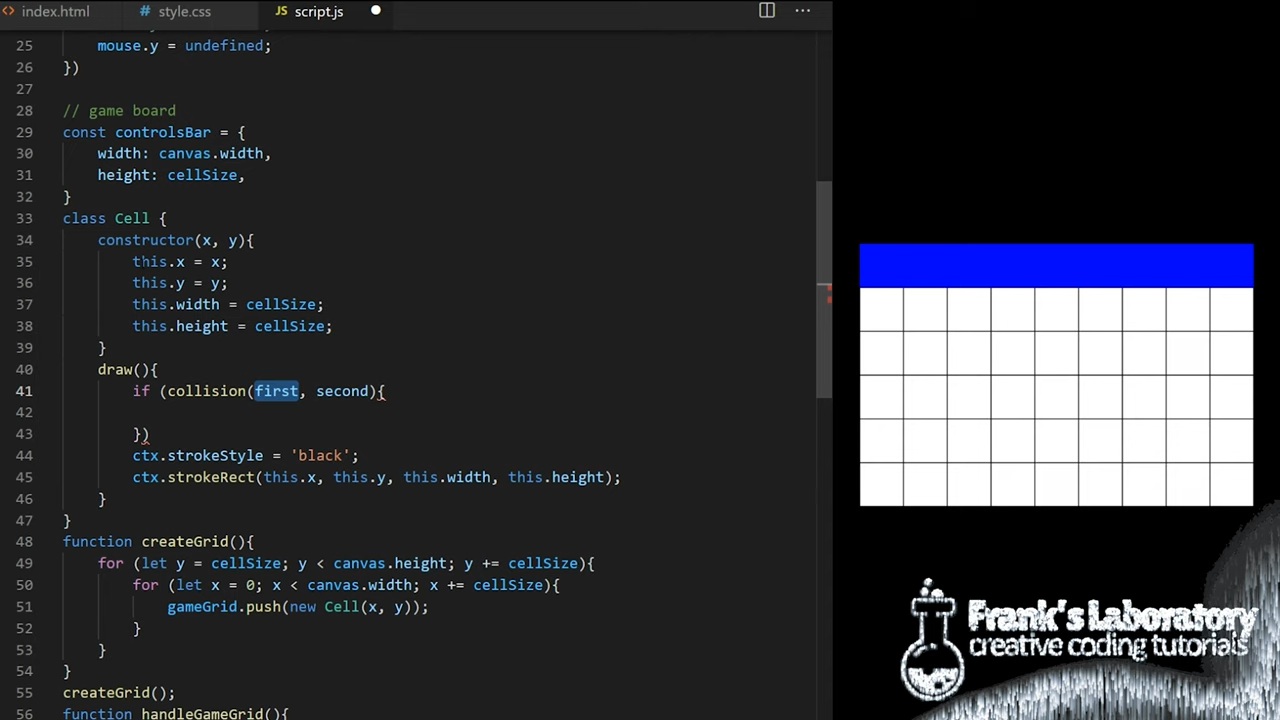 index.html # style.css JS script.js
25 mouse.y = undefined;
26 })
27
28 // game board
29 const controlsBar = {
30 width: canvas.width,
31 height: cellSize,
32 }
33 class Cell {
34 constructor(x, y){
35 this.x = x;
36 this.y = y;
37 this.width = cellSize;
38 this.height = cellSize;
39 }
40 draw(){
41 if (collision(first, second){
42
43 })
44 ctx.strokeStyle = 'black';
45 ctx.strokeRect(this.x, this.y, this.width, this.height);
46 }
47 }
48 function createGrid(){
49 for (let y = cellSize; y < canvas.height; y += cellSize){
50 for (let x = 0; x < canvas.width; x += cellSize){
51 gameGrid.push(new Cell(x, y));
52 }
53 }
54 }
55 createGrid();
56 function handleGameGrid(){
Frank's Laboratory
creative coding tutorials